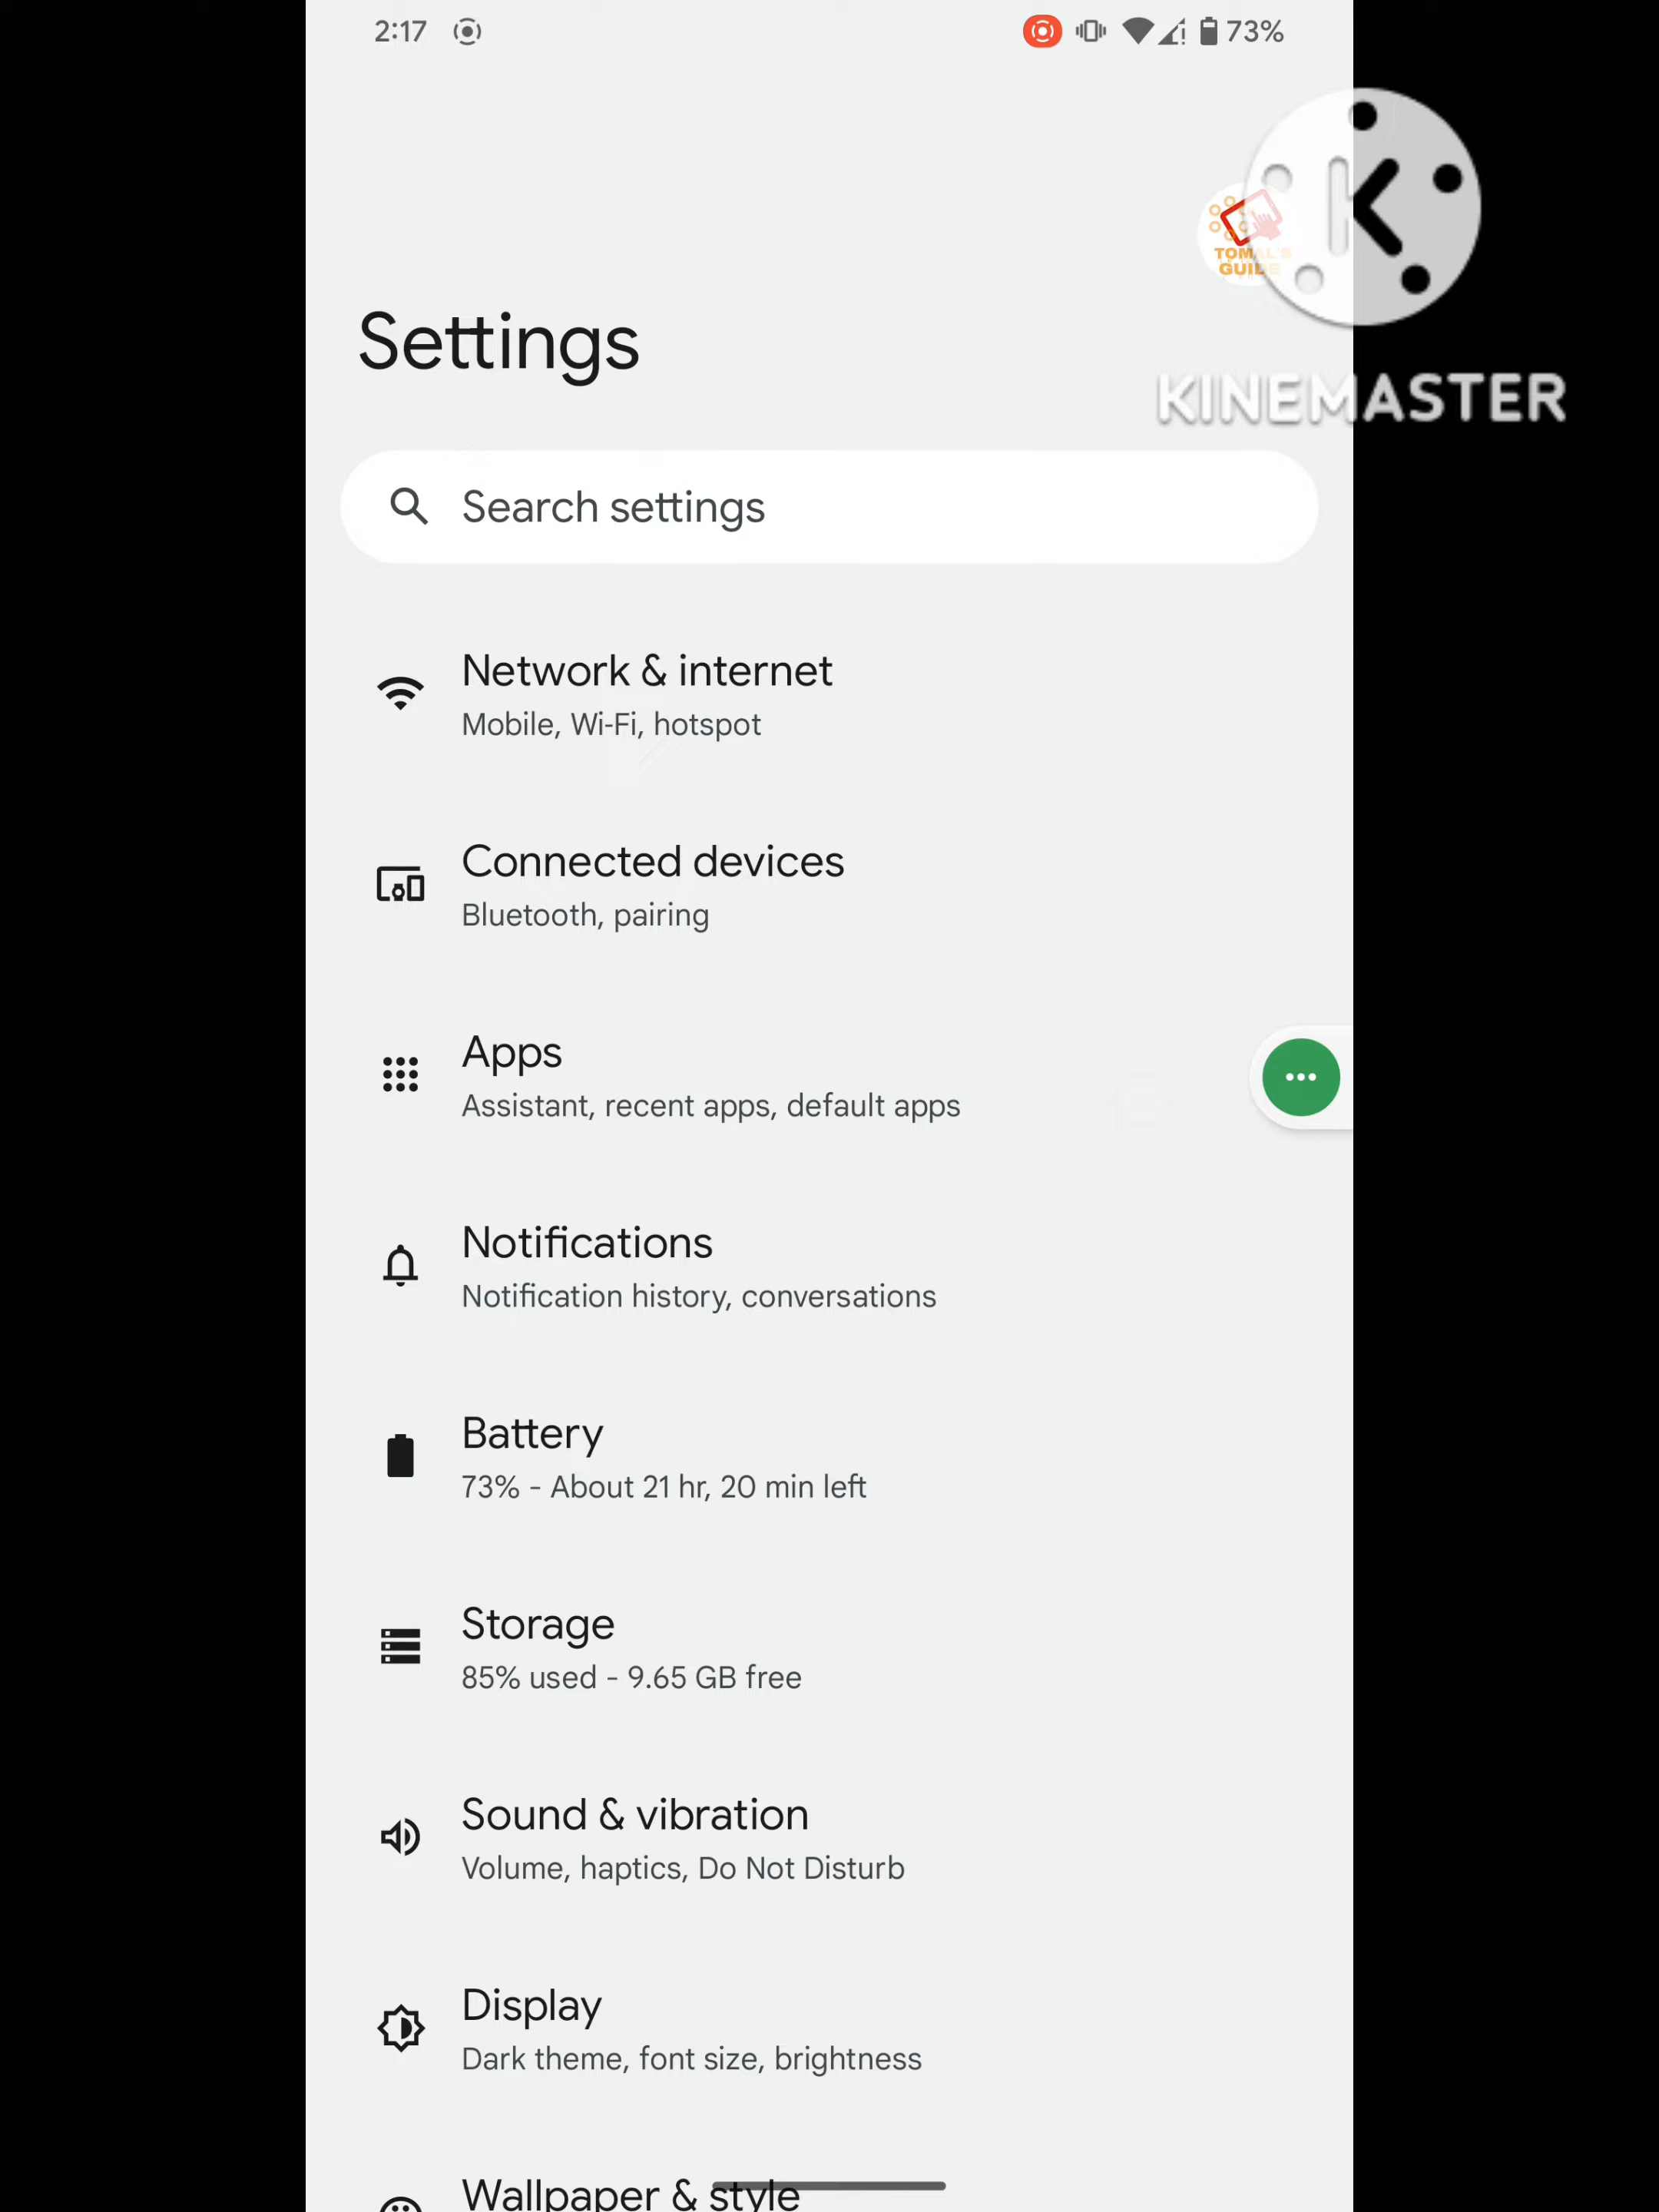 2:17
73%
TOMAL'S
GUIDE
K
KINEMASTER
Settings
Search settings
Network & internet
Mobile, Wi-Fi, hotspot
Connected devices
Bluetooth, pairing
Apps
Assistant, recent apps, default apps
Notifications
Notification history, conversations
Battery
73% - About 21 hr, 20 min left
Storage
85% used - 9.65 GB free
Sound & vibration
Volume, haptics, Do Not Disturb
Display
Dark theme, font size, brightness
Wallpaper & style